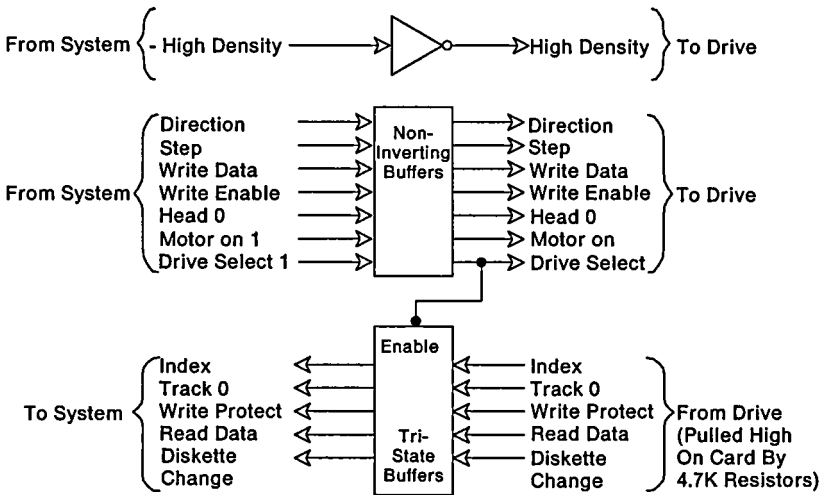 From System - High Density High Density To Drive
Direction Non- Direction
Step Inverting Step
Write Data Buffers Write Data
From System Write Enable Write Enable To Drive
Head 0 Head 0
Motor on 1 Motor on
Drive Select 1 Drive Select
Enable
Index Index
Track 0 Track 0
To System Write Protect Write Protect From Drive
Read Data Tri- Read Data (Pulled High
Diskette State Diskette On Card By
Change Buffers Change 4.7K Resistors)